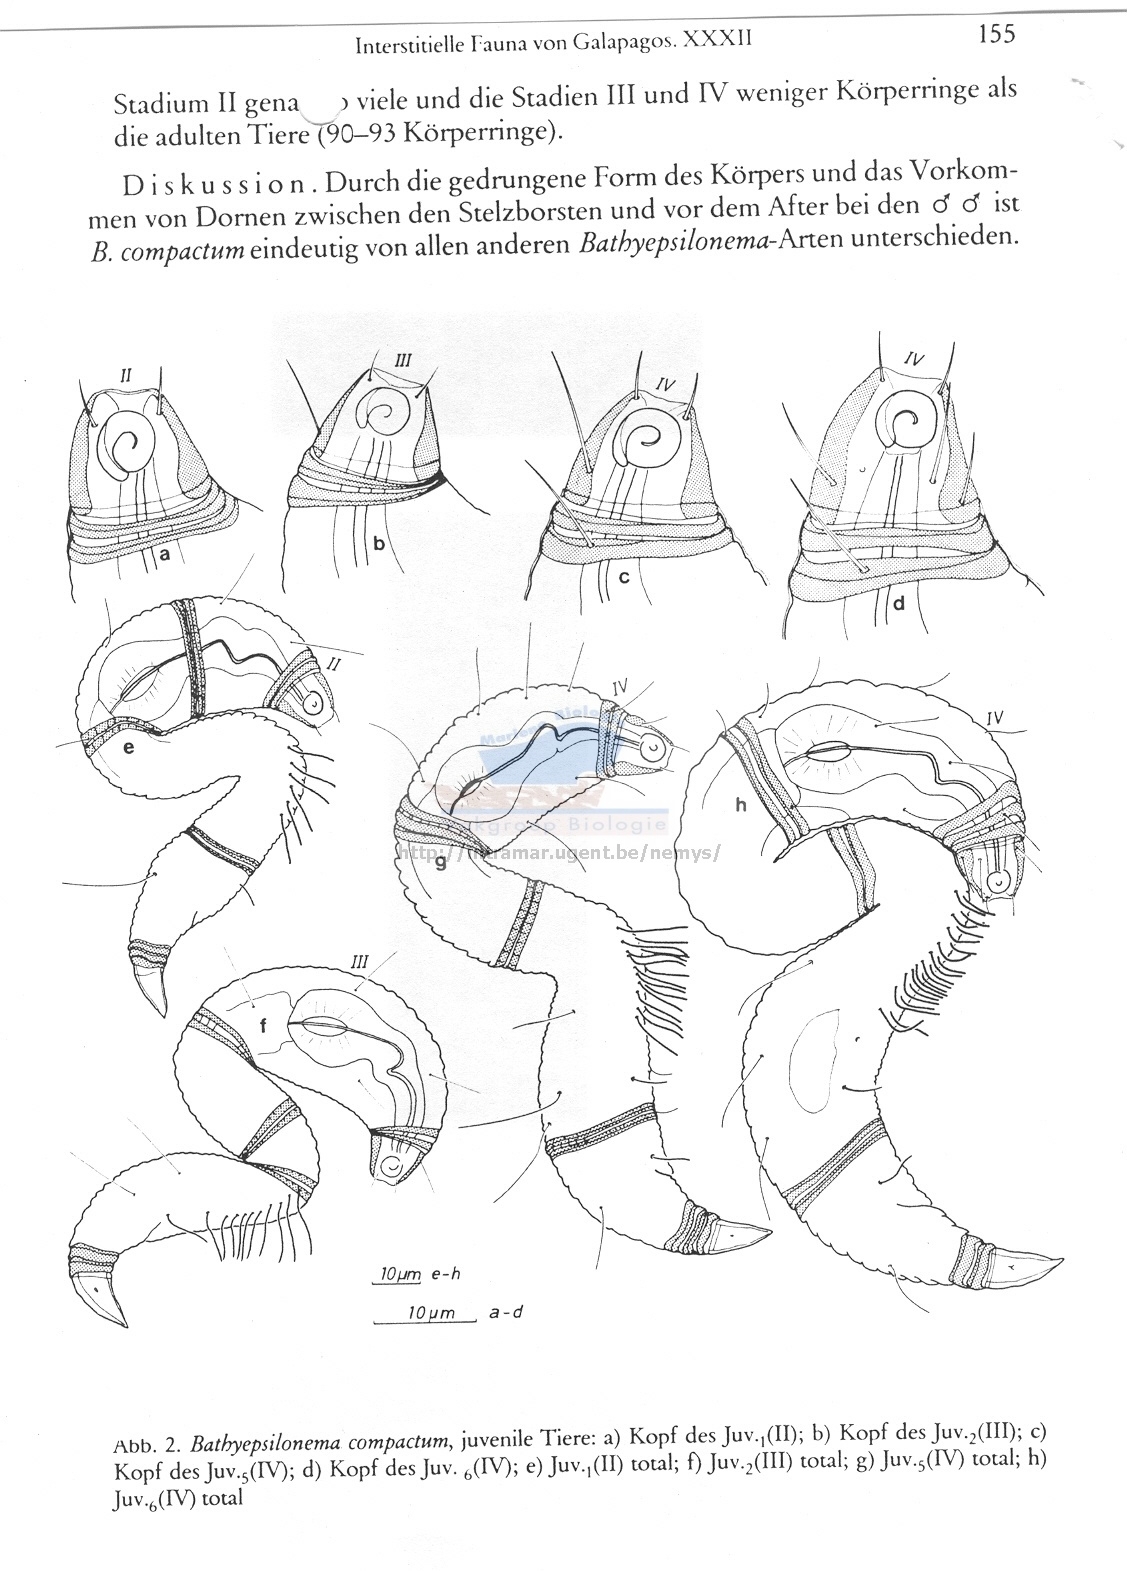 Interstitielle Fauna von Galapagos. XXXII
155
Stadium II gena viele und die Stadien III und IV weniger Körperringe als
die adulten Tiere (90–93 Körperringe).
Diskussion. Durch die gedrungene Form des Körpers und das Vorkom-
men von Dornen zwischen den Stelzborsten und vor dem After bei den ♂ ♂ ist
B. compactum eindeutig von allen anderen Bathyepsilonema-Arten unterschieden.
II
III
IV
IV
a
b
c
d
II
e
IV
g
IV
h
III
f
Biologie
http://intramar.ugent.be/nemys/
10µm e-h
10µm a-d
Abb. 2. Bathyepsilonema compactum, juvenile Tiere: a) Kopf des Juv.1(II); b) Kopf des Juv.2(III); c)
Kopf des Juv.5(IV); d) Kopf des Juv. 6(IV); e) Juv.1(II) total; f) Juv.2(III) total; g) Juv.5(IV) total; h)
Juv.6(IV) total